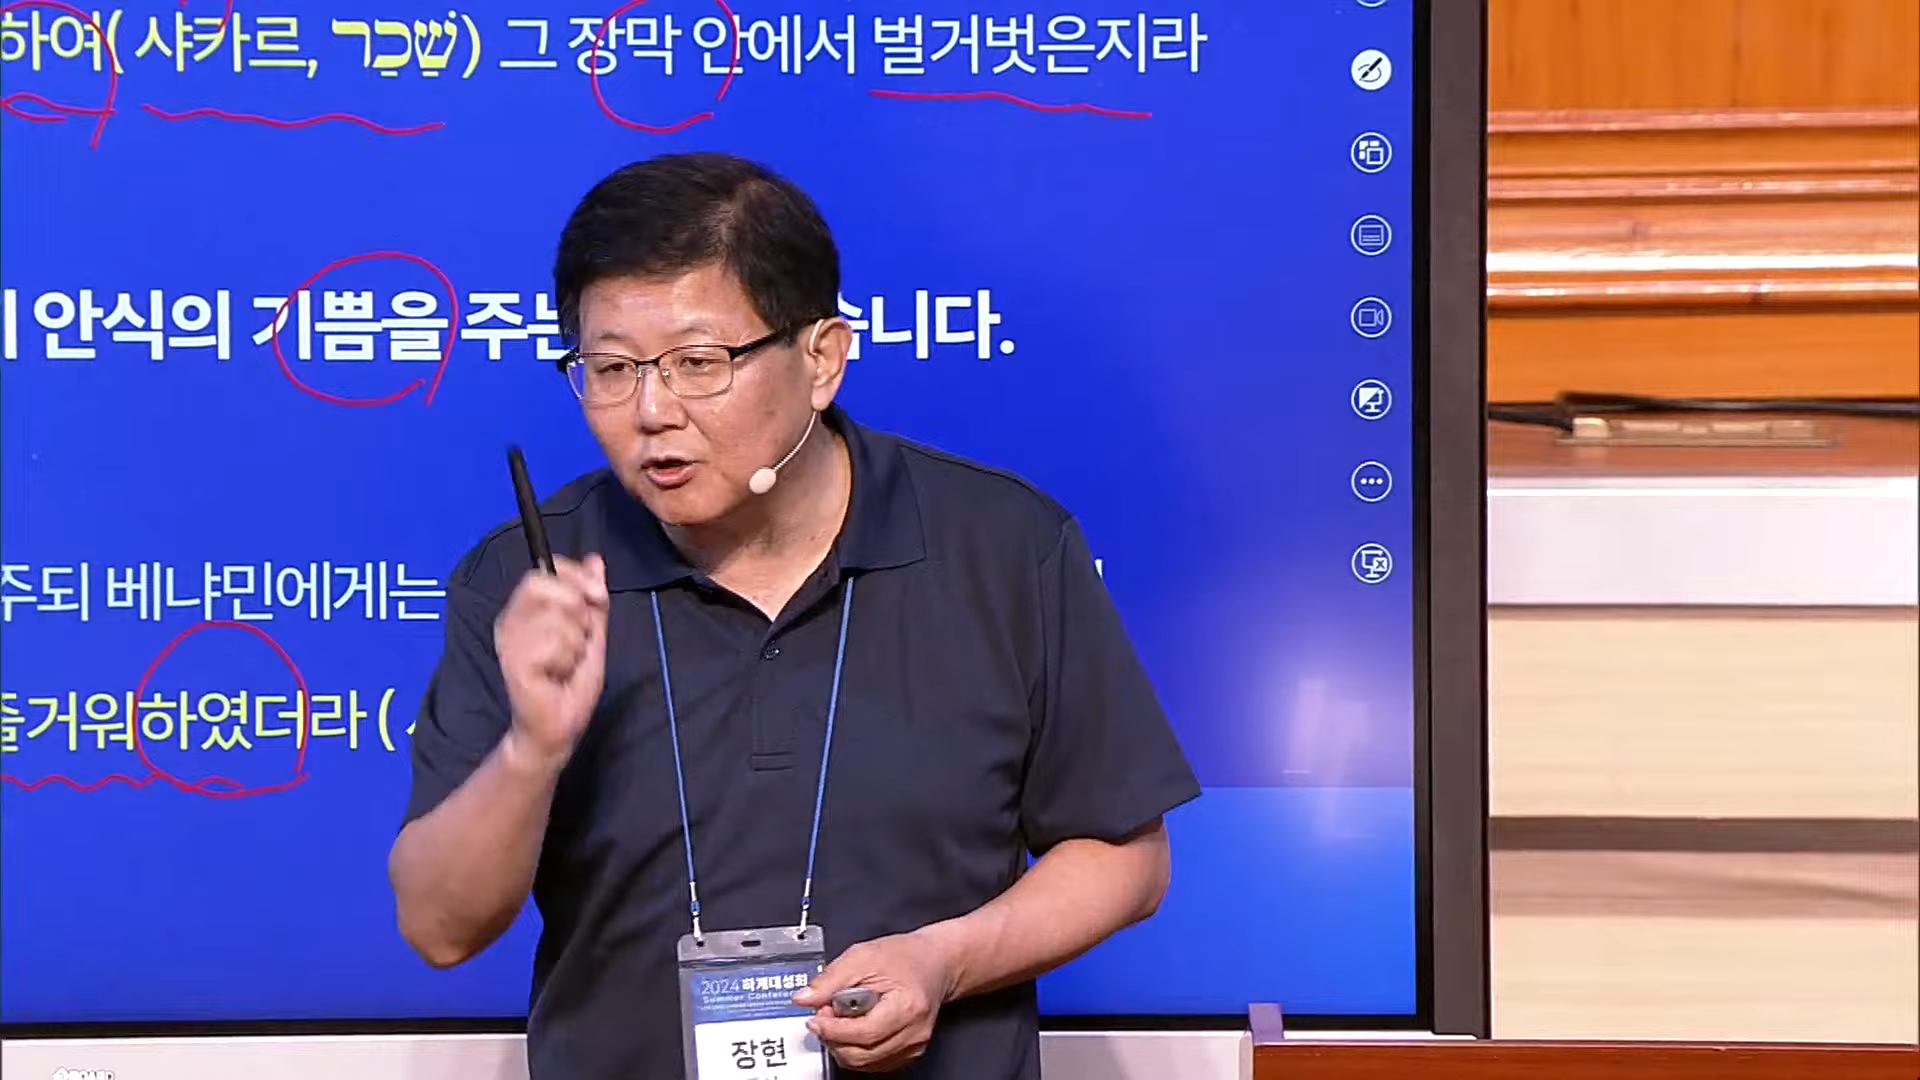 하여( 샤카르, שָׁכַר) 그 장막 안에서 벌거벗은지라
안식의 기쁨을 주는 습니다.
주되 베냐민에게는
즐거워하였더라 (
2024 하계대성회
Summer Conference
장현